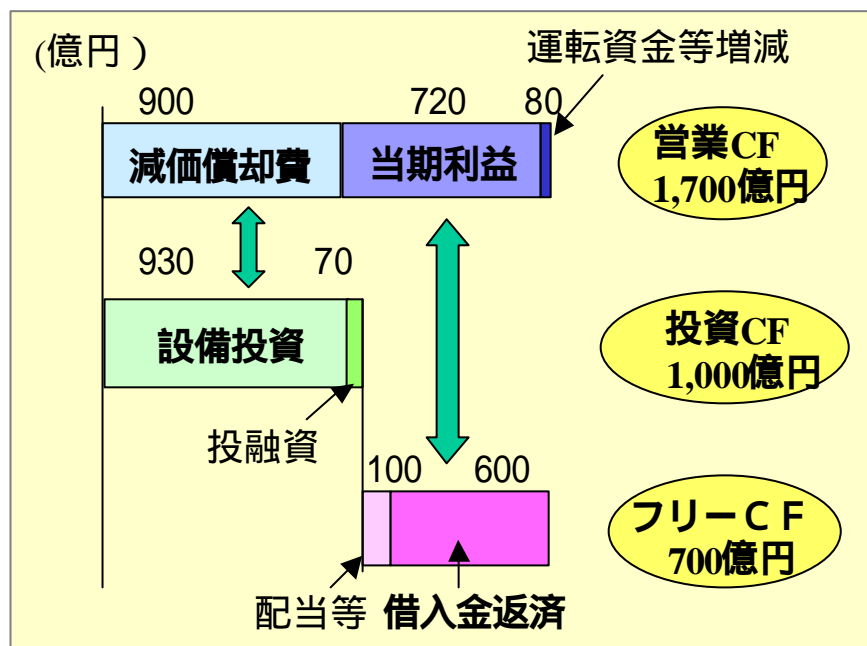 (億円）
運転資金等増減
900 720 80
減価償却費 当期利益
営業CF
1,700億円
930 70
設備投資
投資CF
1,000億円
投融資
100 600
フリーＣＦ
700億円
配当等 借入金返済